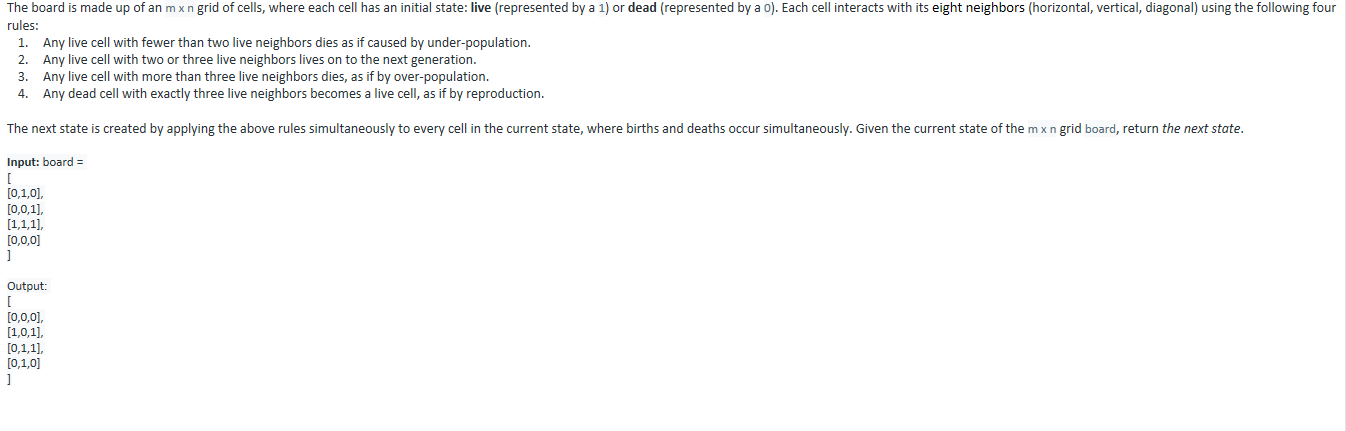 The board is made up of an m x n grid of cells, where each cell has an initial state: live (represented by a 1) or dead (represented by a 0). Each cell interacts with its eight neighbors (horizontal, vertical, diagonal) using the following four
rules:
1. Any live cell with fewer than two live neighbors dies as if caused by under-population.
2. Any live cell with two or three live neighbors lives on to the next generation.
3. Any live cell with more than three live neighbors dies, as if by over-population.
4. Any dead cell with exactly three live neighbors becomes a live cell, as if by reproduction.
The next state is created by applying the above rules simultaneously to every cell in the current state, where births and deaths occur simultaneously. Given the current state of the m x n grid board, return the next state.
Input: board =
[
[0,1,0],
[0,0,1],
[1,1,1],
[0,0,0]
]
Output:
[
[0,0,0],
[1,0,1],
[0,1,1],
[0,1,0]
]